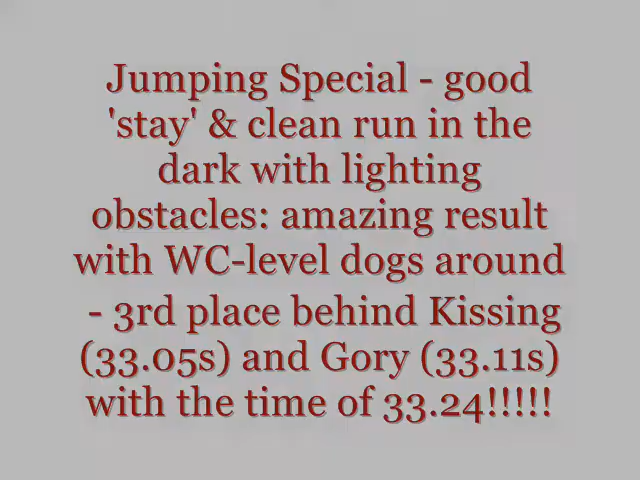 Jumping Special - good
'stay' & clean run in the
dark with lighting
obstacles: amazing result
with WC-level dogs around
- 3rd place behind Kissing
(33.05s) and Gory (33.11s)
with the time of 33.24!!!!!